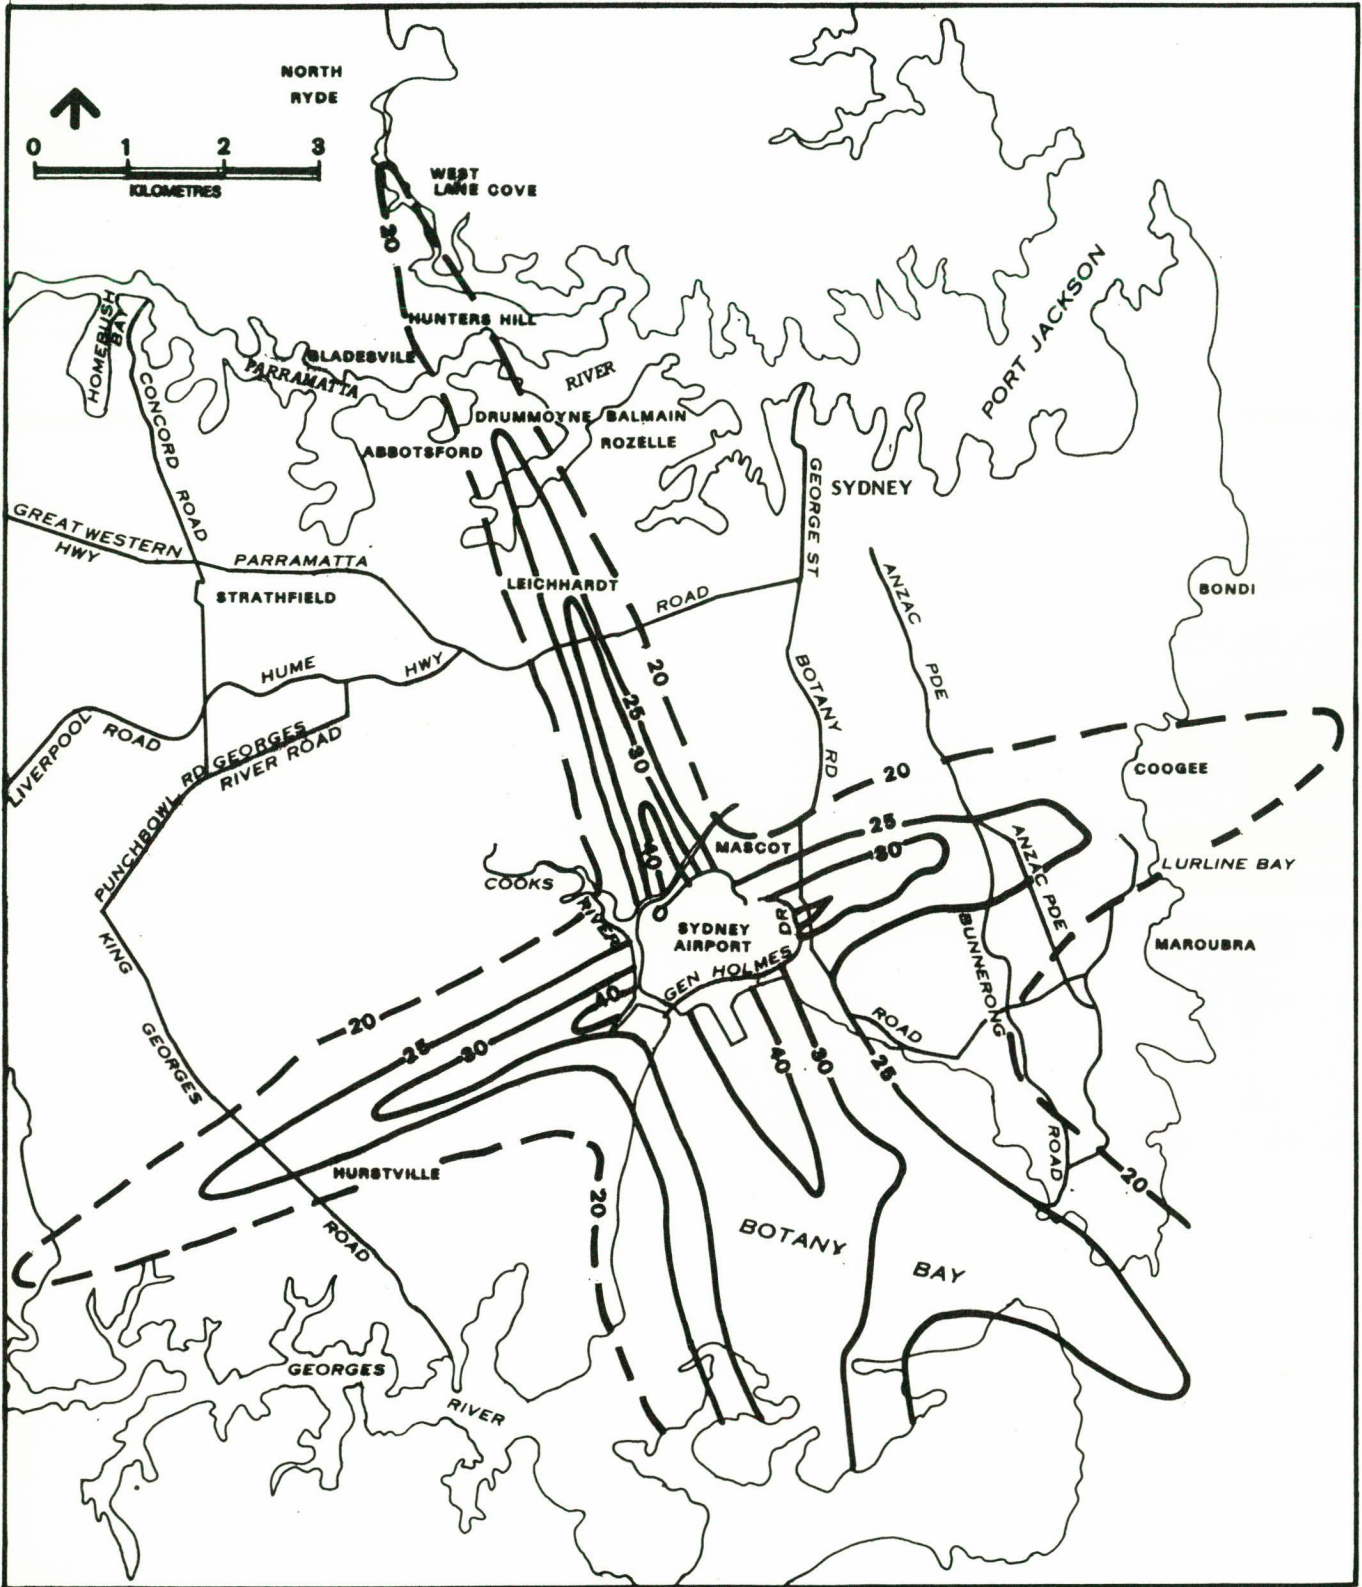 NORTH
RYDE
0 1 2 3
KILOMETRES
WEST
LANE COVE
20
HUNTERS HILL
HOMEBUSH
BAY
GLADESVILE
PARRAMATTA
RIVER
PORT JACKSON
CONCORD
ROAD
DRUMMOYNE
BALMAIN
ROZELLE
ABBOTSFORD
GEORGE ST
SYDNEY
GREAT WESTERN
HWY
PARRAMATTA
ROAD
STRATHFIELD
LEICHHARDT
ANZAC
PDE
BONDI
HUME
HWY
20
25
30
40
BOTANY
RD
LIVERPOOL
ROAD
RD GEORGES
RIVER ROAD
PUNCHBOWL
20
25
30
COOGEE
MASCOT
ANZAC PDE
LURLINE BAY
COOKS
RIVER
SYDNEY
AIRPORT
RD
GEN HOLMES
BUNNERONG
ROAD
MAROUBRA
KING
GEORGES
ROAD
20
25
30
40
40
30
25
ROAD
20
HURSTVILLE
20
BOTANY
BAY
GEORGES
RIVER